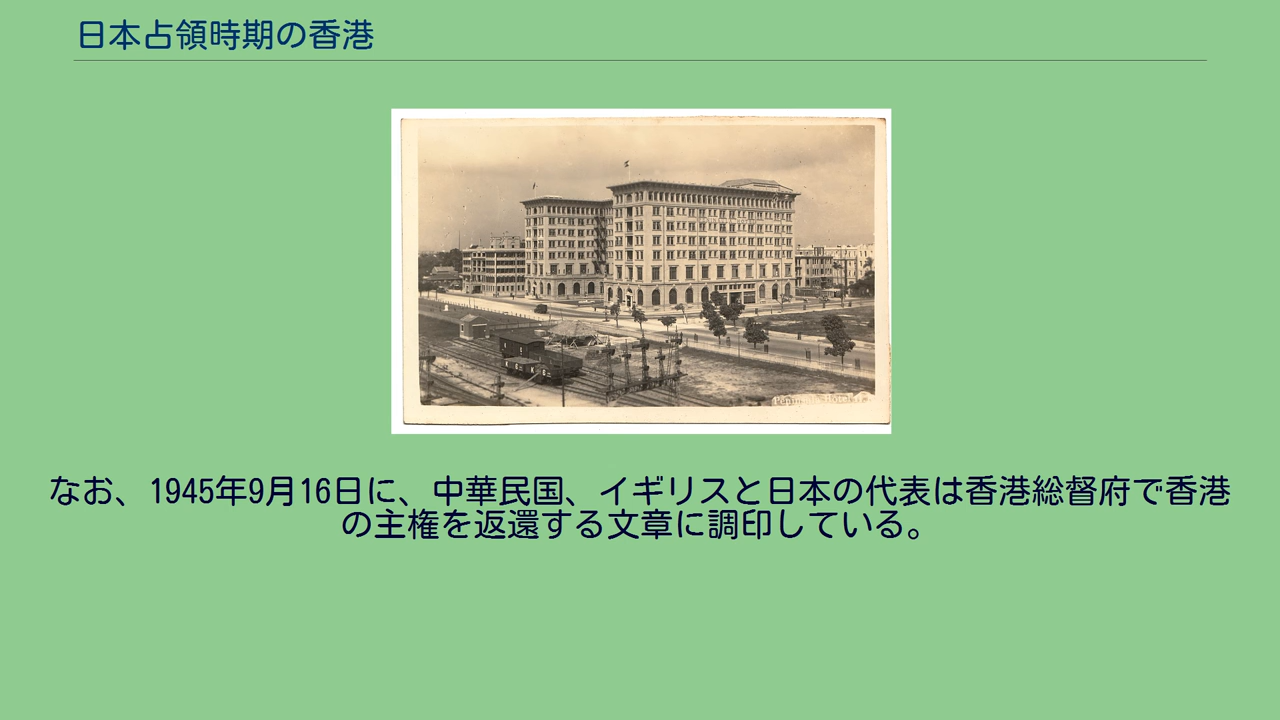 日本占領時期の香港
Peninsula Hotel
なお、1945年9月16日に、中華民国、イギリスと日本の代表は香港総督府で香港
の主権を返還する文章に調印している。